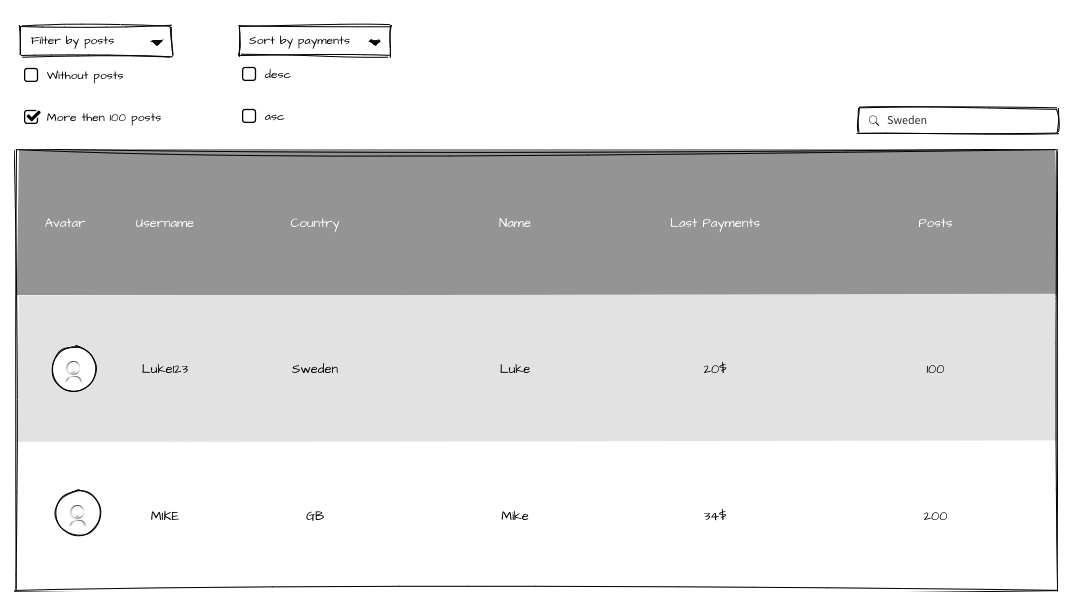 Filter by posts
Sort by payments
Without posts
desc
More then 100 posts
asc
Sweden
Avatar Username Country Name Last Payments Posts
Luke123 Sweden Luke 20$ 100
MIKE GB Mike 34$ 200